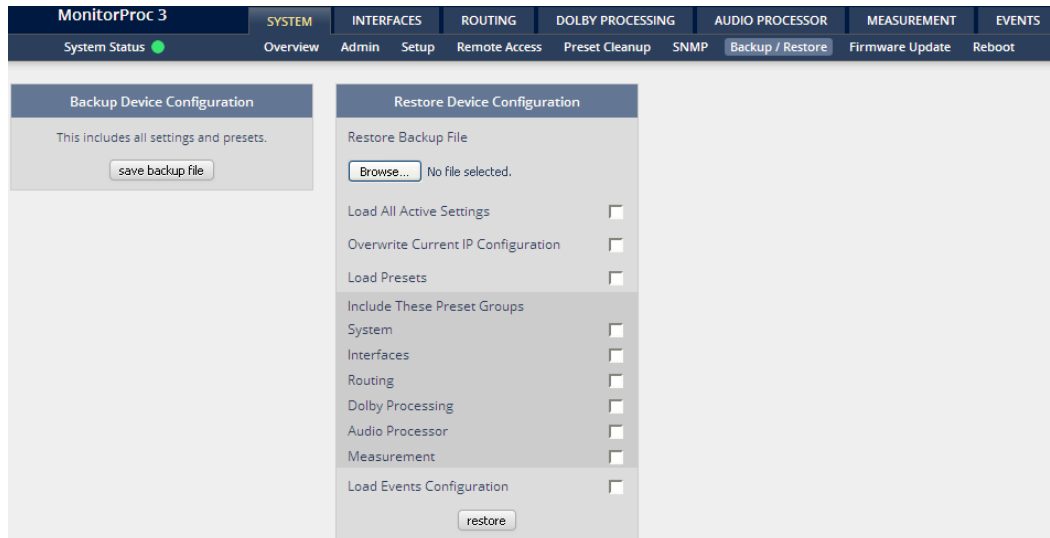 MonitorProc 3 SYSTEM INTERFACES ROUTING DOLBY PROCESSING AUDIO PROCESSOR MEASUREMENT EVENTS
System Status Overview Admin Setup Remote Access Preset Cleanup SNMP Backup / Restore Firmware Update Reboot
Backup Device Configuration
This includes all settings and presets.
save backup file
Restore Device Configuration
Restore Backup File
Browse... No file selected.
Load All Active Settings
Overwrite Current IP Configuration
Load Presets
Include These Preset Groups
System
Interfaces
Routing
Dolby Processing
Audio Processor
Measurement
Load Events Configuration
restore